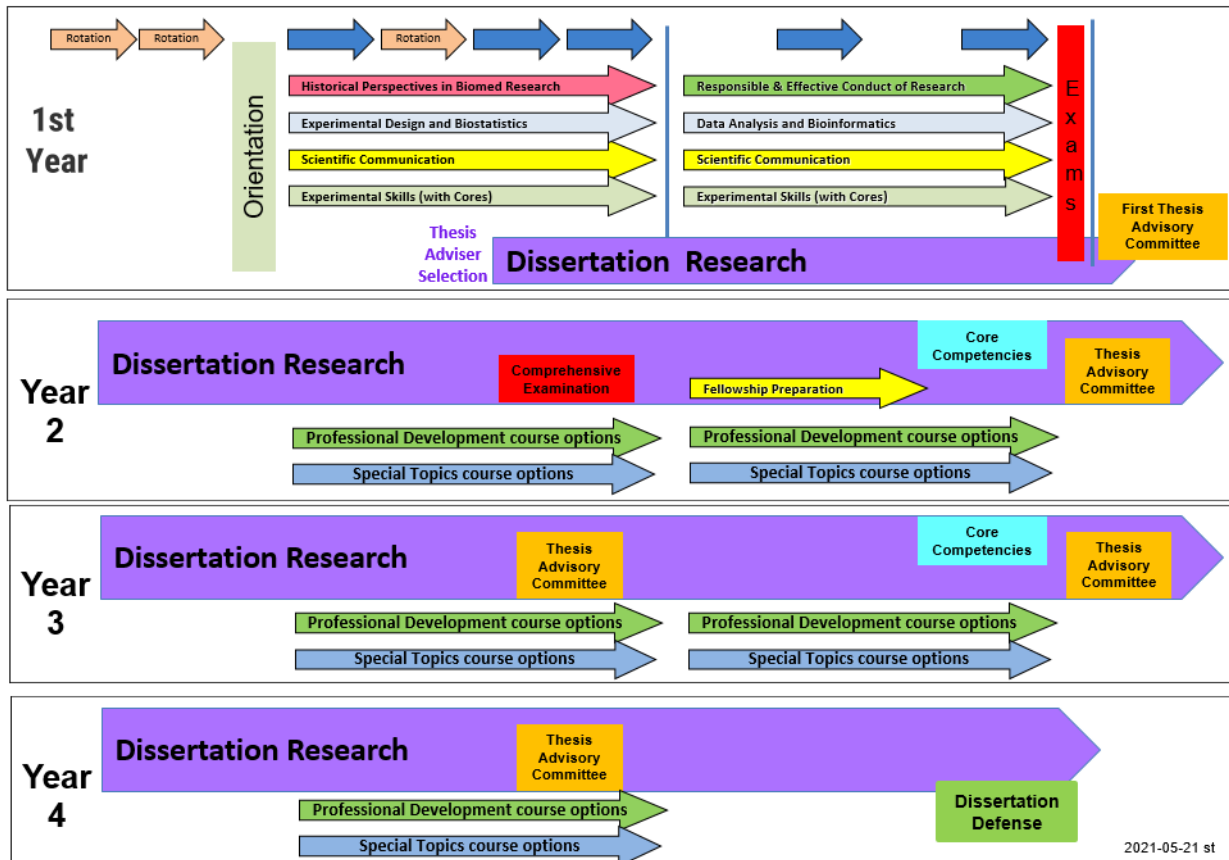 Rotation
Rotation
Rotation
1st
Year
Orientation
Historical Perspectives in Biomed Research
Experimental Design and Biostatistics
Scientific Communication
Experimental Skills (with Cores)
Responsible & Effective Conduct of Research
Data Analysis and Bioinformatics
Scientific Communication
Experimental Skills (with Cores)
Exams
First Thesis
Advisory
Committee
Thesis
Adviser
Selection
Dissertation Research
Year
2
Dissertation Research
Comprehensive
Examination
Fellowship Preparation
Core
Competencies
Thesis
Advisory
Committee
Professional Development course options
Professional Development course options
Special Topics course options
Special Topics course options
Year
3
Dissertation Research
Thesis
Advisory
Committee
Core
Competencies
Thesis
Advisory
Committee
Professional Development course options
Professional Development course options
Special Topics course options
Special Topics course options
Year
4
Dissertation Research
Thesis
Advisory
Committee
Professional Development course options
Special Topics course options
Dissertation
Defense
2021-05-21 st